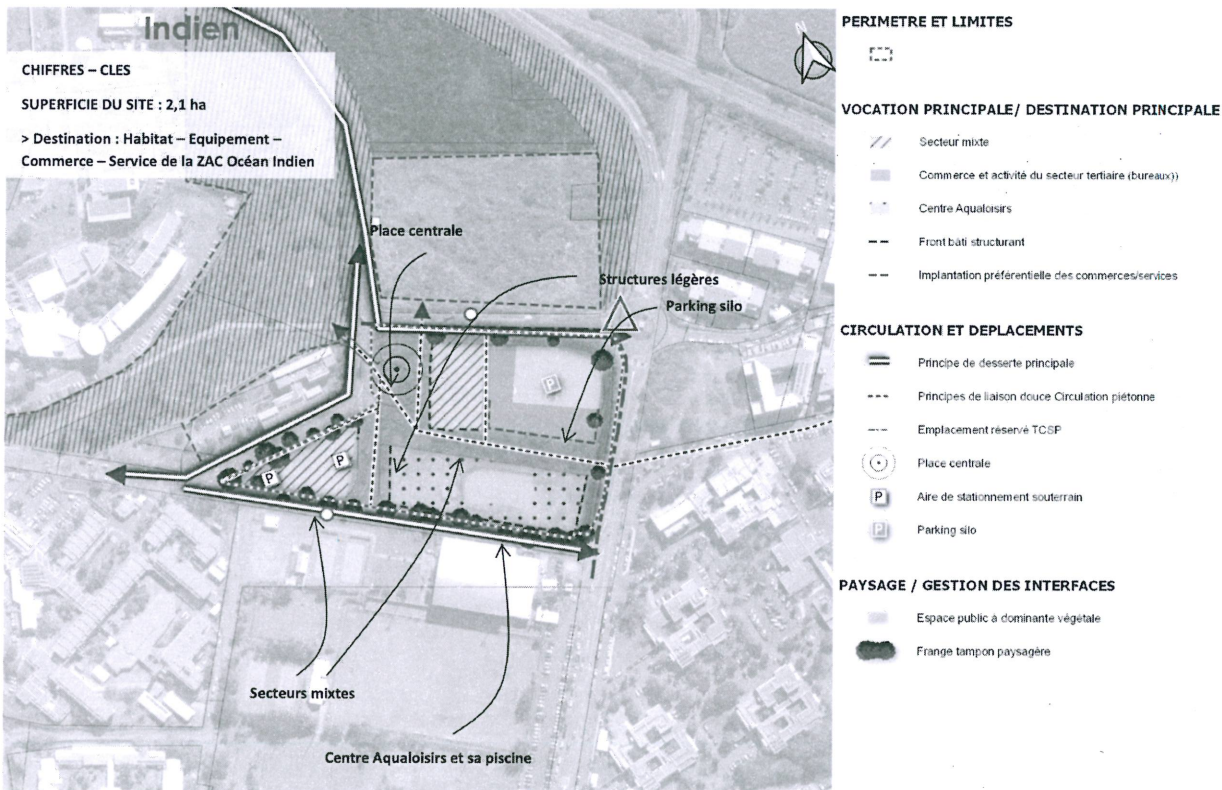 Indien
CHIFFRES – CLES
SUPERFICIE DU SITE : 2,1 ha
> Destination : Habitat – Equipement –
Commerce – Service de la ZAC Océan Indien
Place centrale
Structures légères
Parking silo
P
P
P
Secteurs mixtes
Centre Aqualoisirs et sa piscine
N
PERIMETRE ET LIMITES
VOCATION PRINCIPALE/ DESTINATION PRINCIPALE
Secteur mixte
Commerce et activité du secteur tertiaire (bureaux))
Centre Aqualoisirs
Front bâti structurant
Implantation préférentielle des commerces/services
CIRCULATION ET DEPLACEMENTS
Principe de desserte principale
Principes de liaison douce Circulation piétonne
Emplacement réservé TCSP
Place centrale
P Aire de stationnement souterrain
P Parking silo
PAYSAGE / GESTION DES INTERFACES
Espace public à dominante végétale
Frange tampon paysagère